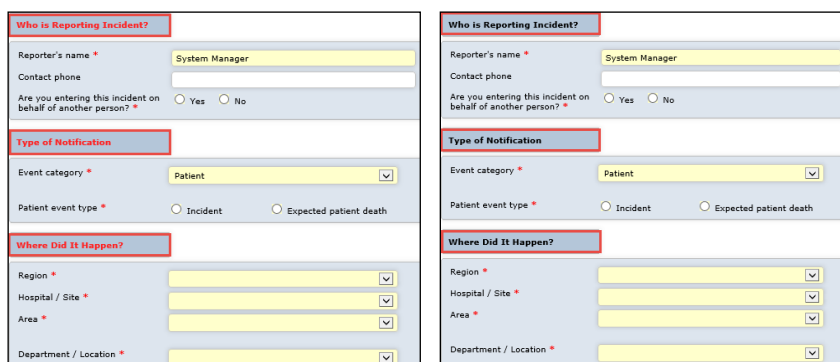 Who is Reporting Incident?
Reporter's name *
System Manager
Contact phone
Are you entering this incident on
behalf of another person? *
Yes No
Type of Notification
Event category *
Patient
Patient event type *
Incident Expected patient death
Where Did It Happen?
Region *
Hospital / Site *
Area *
Department / Location *
Who is Reporting Incident?
Reporter's name *
System Manager
Contact phone
Are you entering this incident on
behalf of another person? *
Yes No
Type of Notification
Event category *
Patient
Patient event type *
Incident Expected patient death
Where Did It Happen?
Region *
Hospital / Site *
Area *
Department / Location *